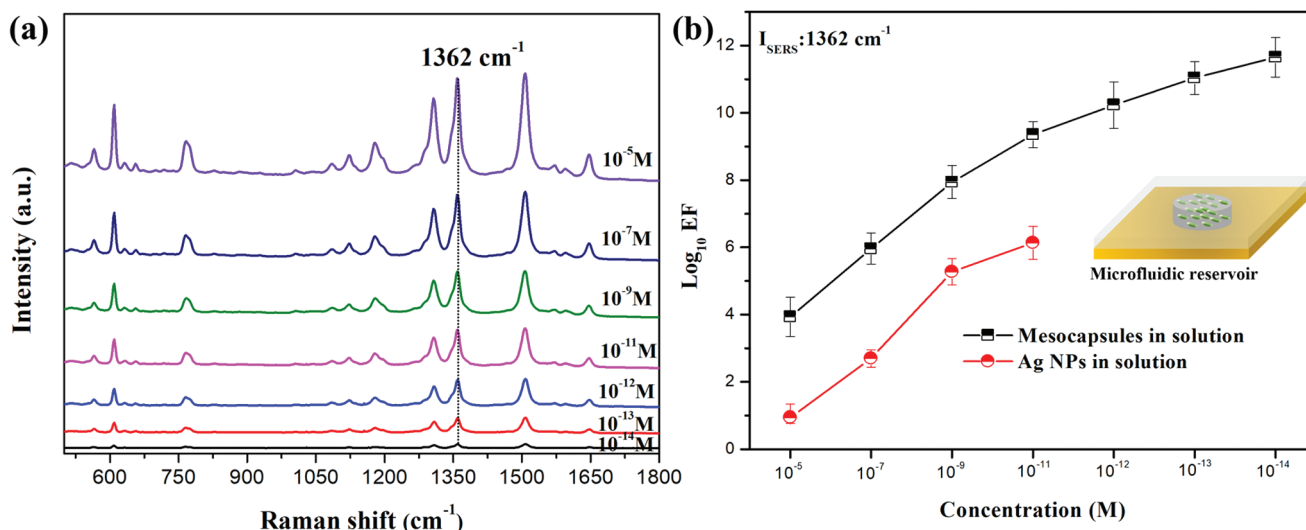 (a)
1362 cm⁻¹
10⁻⁵M
10⁻⁷M
10⁻⁹M
10⁻¹¹M
10⁻¹²M
10⁻¹³M
10⁻¹⁴M
Intensity (a.u.)
600 750 900 1050 1200 1350 1500 1650 1800
Raman shift (cm⁻¹)
(b)
I_SERS:1362 cm⁻¹
Log₁₀ EF
12
10
8
6
4
2
0
Microfluidic reservoir
Mesocapsules in solution
Ag NPs in solution
10⁻⁵ 10⁻⁷ 10⁻⁹ 10⁻¹¹ 10⁻¹² 10⁻¹³ 10⁻¹⁴
Concentration (M)